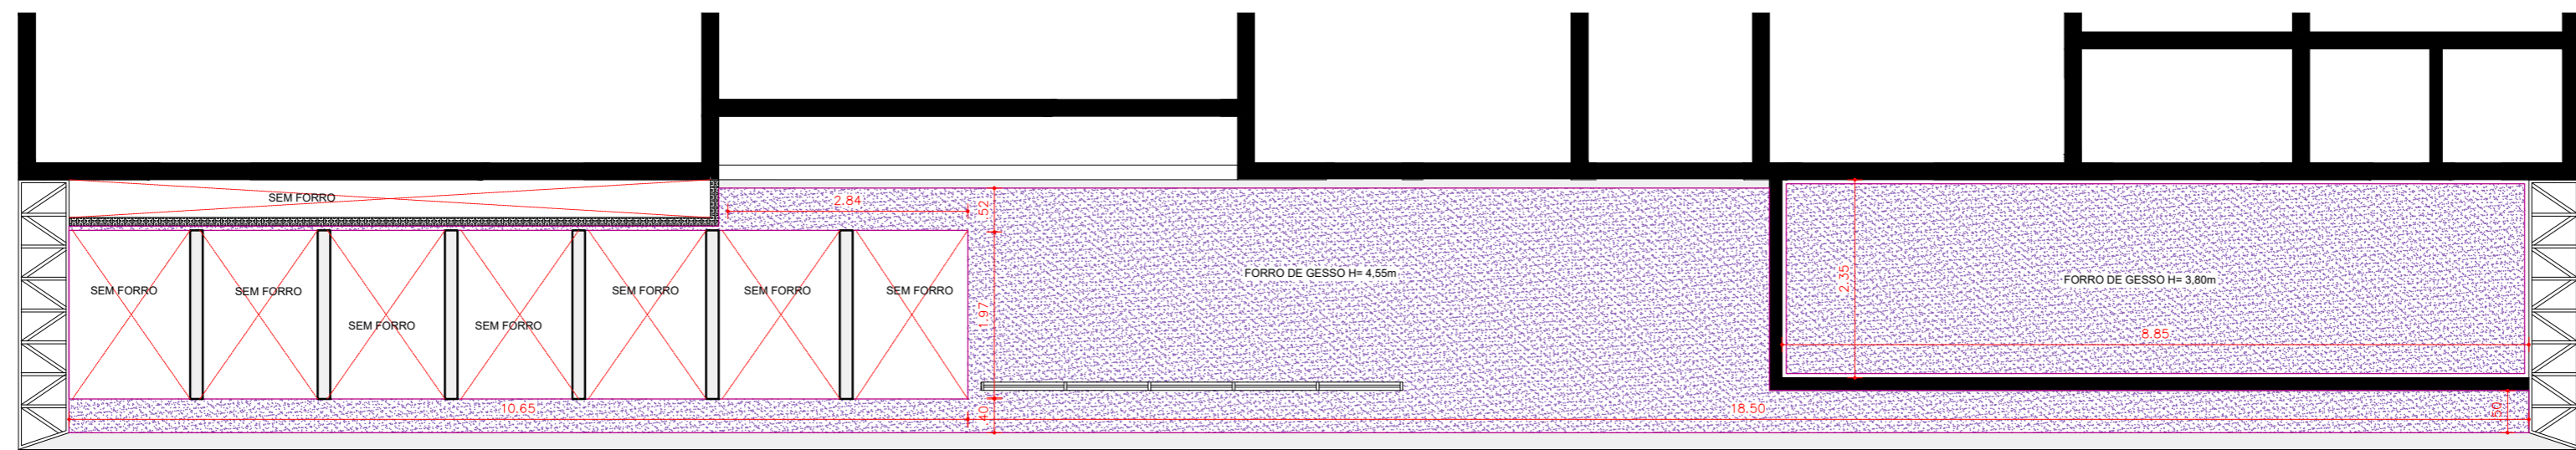 SEM FORRO
2.84
52
SEM FORRO
SEM FORRO
SEM FORRO
SEM FORRO
SEM FORRO
SEM FORRO
SEM FORRO
1.97
FORRO DE GESSO H= 4,55m
2.35
FORRO DE GESSO H= 3,80m
8.85
10.65
40
18.50
50